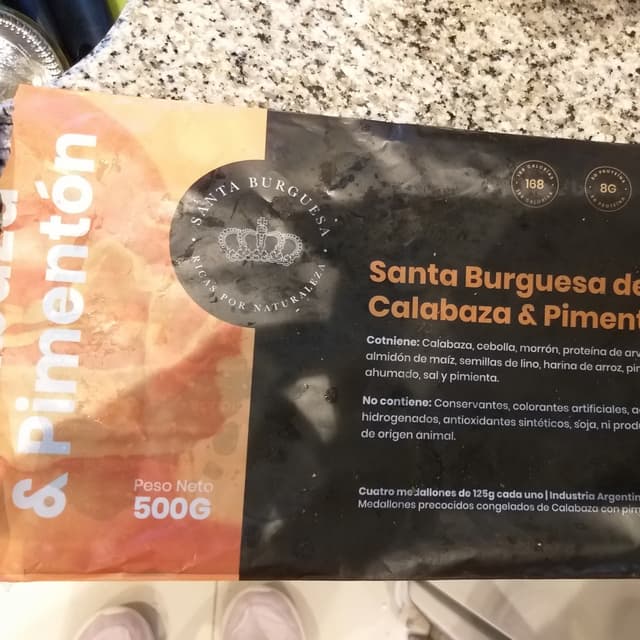 & Pimentón
Peso Neto
500G
SANTA BURGUESA
RICAS POR NATURALEZA
168
8G
Santa Burguesa de
Calabaza & Piment
Cotniene: Calabaza, cebolla, morrón, proteína de
almidón de maíz, semillas de lino, harina de arroz,
ahumado, sal y pimienta.
No contiene: Conservantes, colorantes artificiales,
hidrogenados, antioxidantes sintéticos, soja, ni
de origen animal.
Cuatro medallones de 125g cada uno | Industria Argentin
Medallones precocidos congelados de Calabaza con